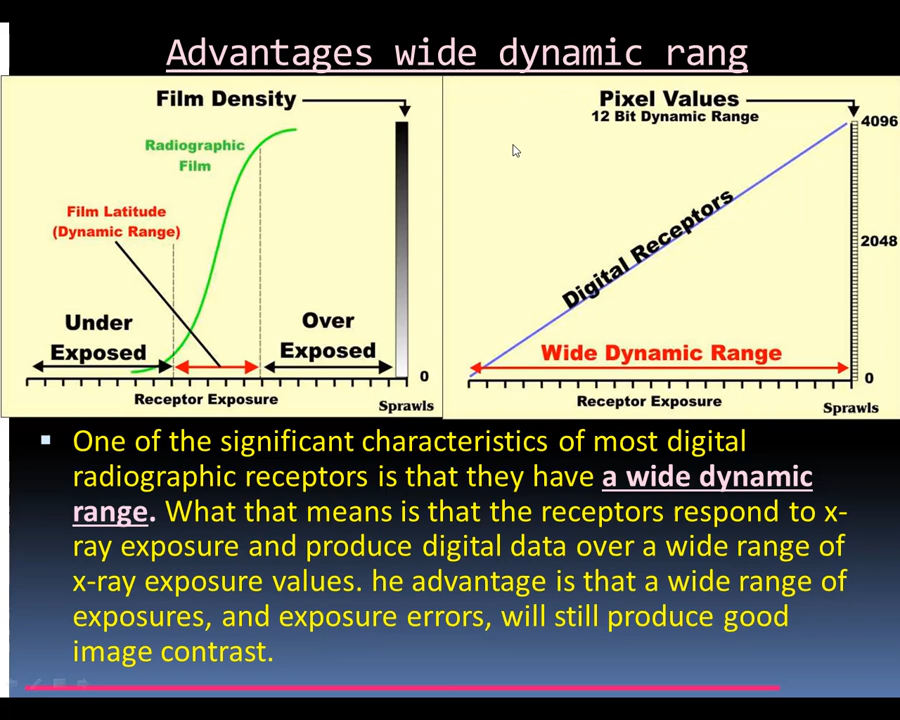 Advantages wide dynamic rang
Film Density
Radiographic
Film
Film Latitude
(Dynamic Range)
Under
Exposed
Over
Exposed
0
Receptor Exposure
Sprawls
Pixel Values
12 Bit Dynamic Range
4096
2048
Digital Receptors
Wide Dynamic Range
0
Receptor Exposure
Sprawls
▪ One of the significant characteristics of most digital
radiographic receptors is that they have a wide dynamic
range. What that means is that the receptors respond to x-
ray exposure and produce digital data over a wide range of
x-ray exposure values. he advantage is that a wide range of
exposures, and exposure errors, will still produce good
image contrast.